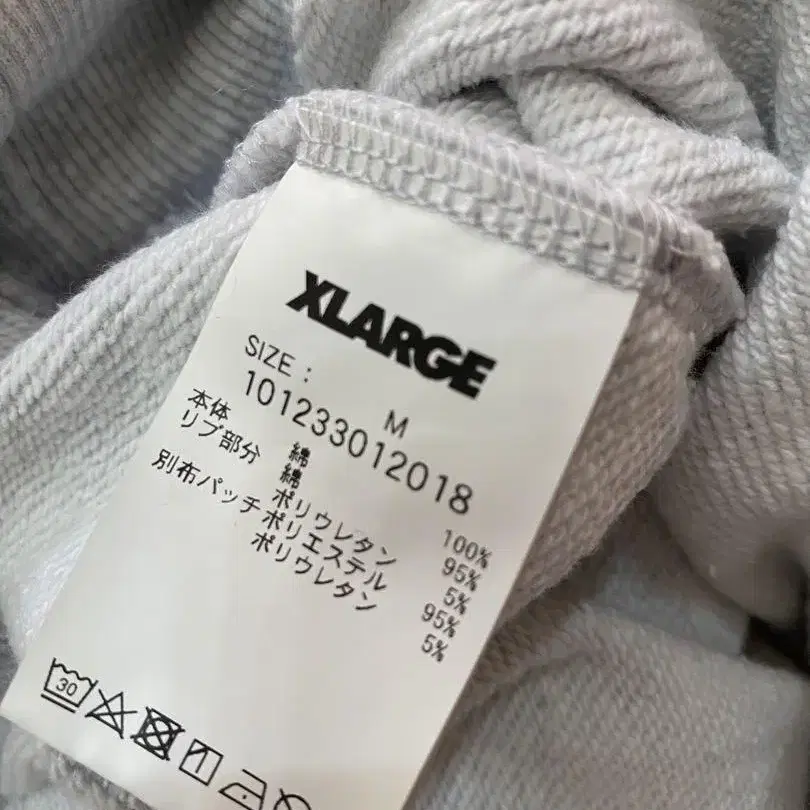 XLARGE
SIZE : M
101233012018
本体 綿 100%
リブ部分 綿 95%
ポリウレタン 5%
別布パッチ ポリエステル 95%
ポリウレタン 5%
30